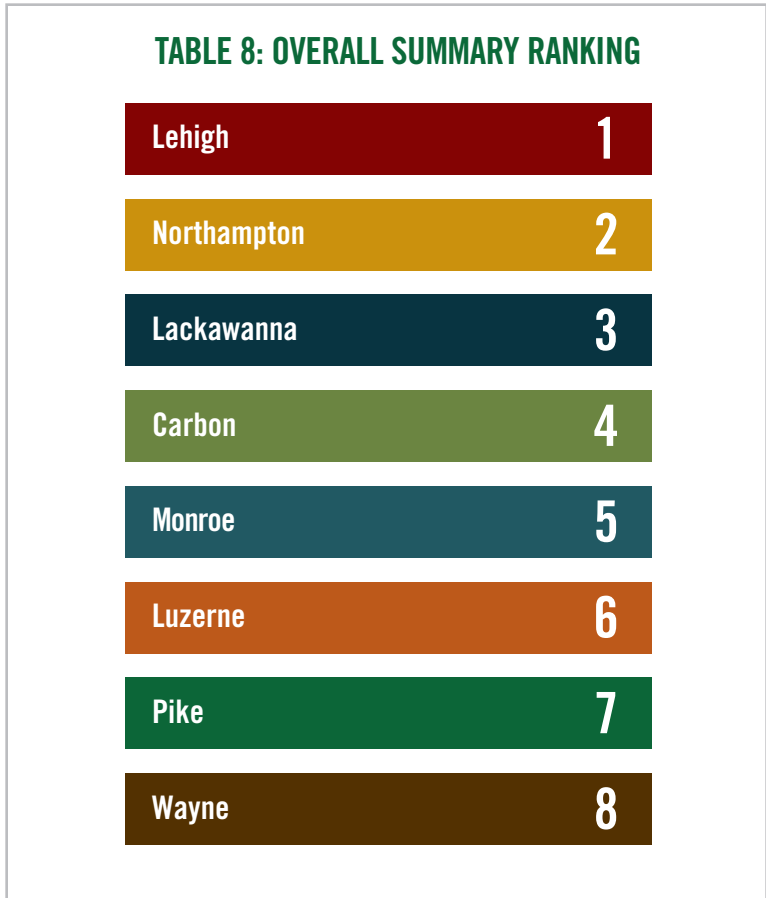 TABLE 8: OVERALL SUMMARY RANKING
Lehigh 1
Northampton 2
Lackawanna 3
Carbon 4
Monroe 5
Luzerne 6
Pike 7
Wayne 8